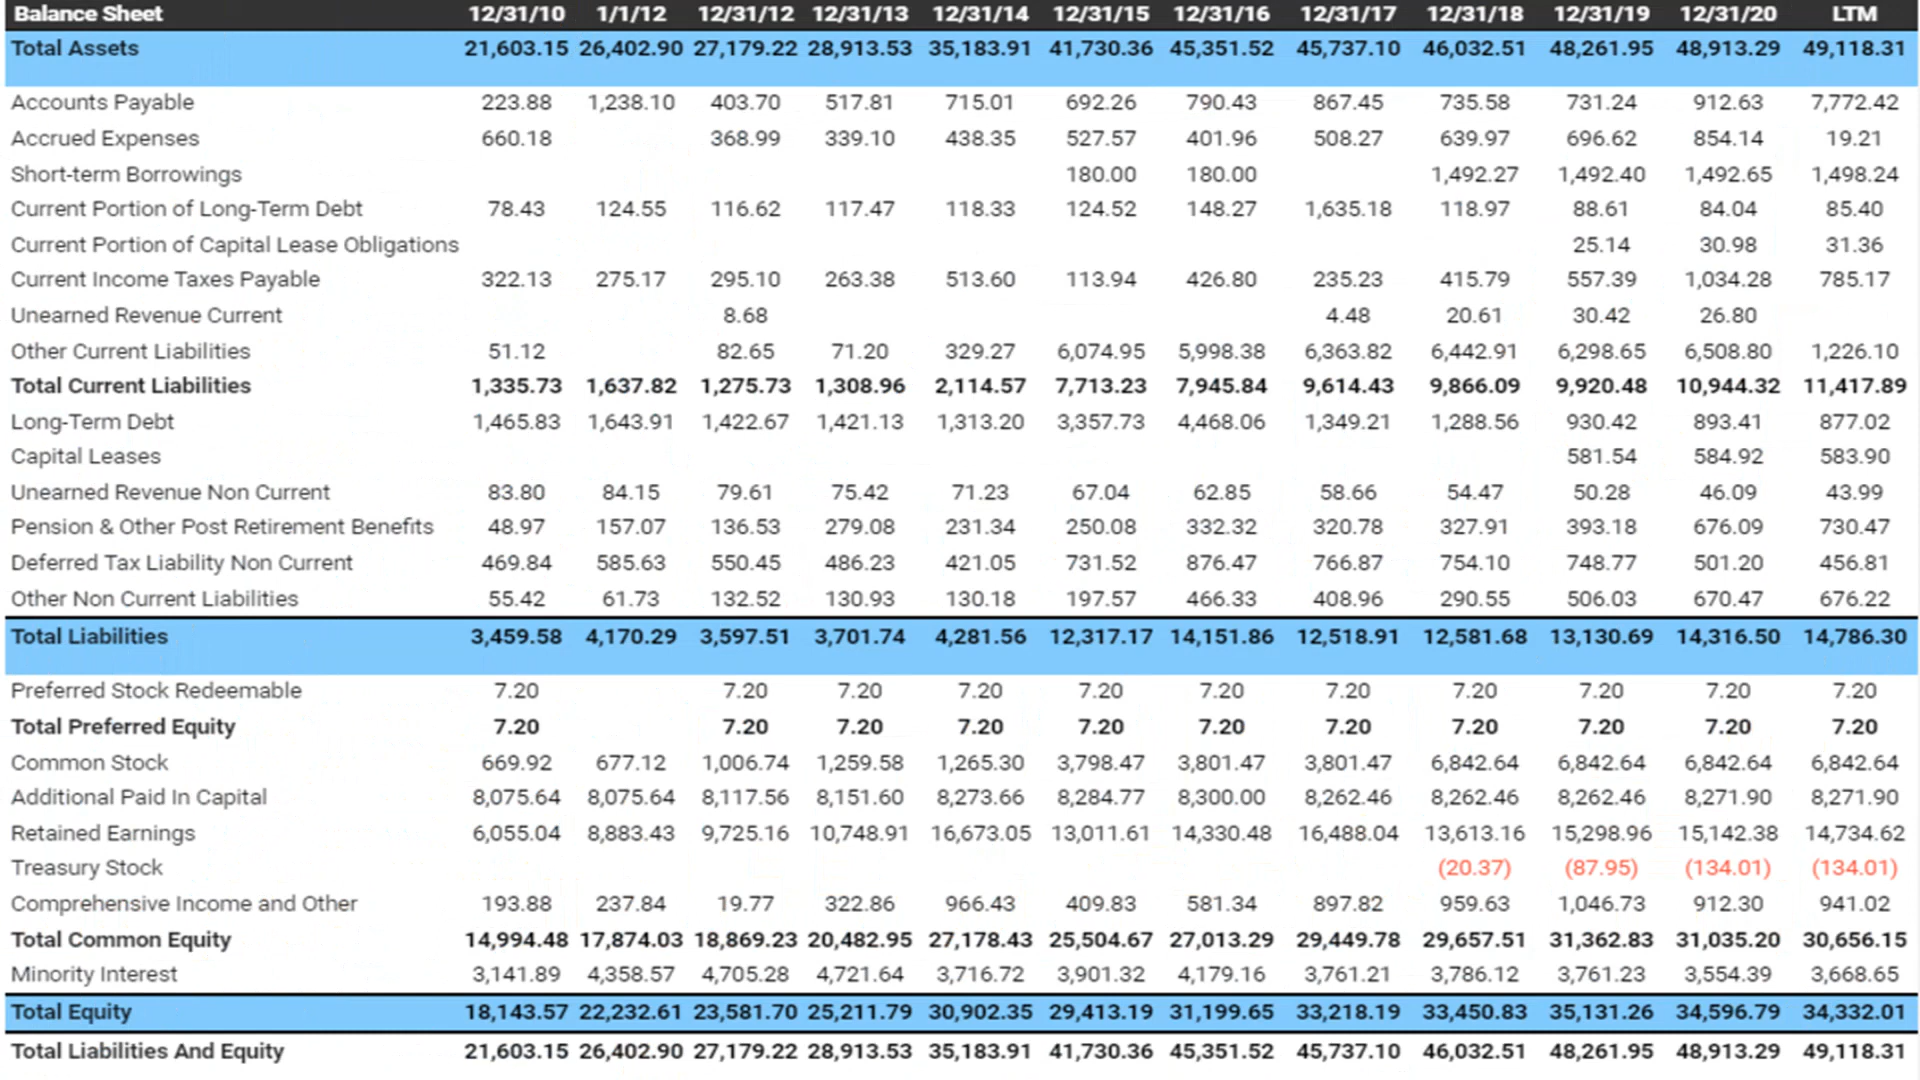 Balance Sheet 12/31/10 1/1/12 12/31/12 12/31/13 12/31/14 12/31/15 12/31/16 12/31/17 12/31/18 12/31/19 12/31/20 LTM
Total Assets 21,603.15 26,402.90 27,179.22 28,913.53 35,183.91 41,730.36 45,351.52 45,737.10 46,032.51 48,261.95 48,913.29 49,118.31
Accounts Payable 223.88 1,238.10 403.70 517.81 715.01 692.26 790.43 867.45 735.58 731.24 912.63 7,772.42
Accrued Expenses 660.18 368.99 339.10 438.35 527.57 401.96 508.27 639.97 696.62 854.14 19.21
Short-term Borrowings 180.00 180.00 1,492.27 1,492.40 1,492.65 1,498.24
Current Portion of Long-Term Debt 78.43 124.55 116.62 117.47 118.33 124.52 148.27 1,635.18 118.97 88.61 84.04 85.40
Current Portion of Capital Lease Obligations 25.14 30.98 31.36
Current Income Taxes Payable 322.13 275.17 295.10 263.38 513.60 113.94 426.80 235.23 415.79 557.39 1,034.28 785.17
Unearned Revenue Current 8.68 4.48 20.61 30.42 26.80
Other Current Liabilities 51.12 82.65 71.20 329.27 6,074.95 5,998.38 6,363.82 6,442.91 6,298.65 6,508.80 1,226.10
Total Current Liabilities 1,335.73 1,637.82 1,275.73 1,308.96 2,114.57 7,713.23 7,945.84 9,614.43 9,866.09 9,920.48 10,944.32 11,417.89
Long-Term Debt 1,465.83 1,643.91 1,422.67 1,421.13 1,313.20 3,357.73 4,468.06 1,349.21 1,288.56 930.42 893.41 877.02
Capital Leases 581.54 584.92 583.90
Unearned Revenue Non Current 83.80 84.15 79.61 75.42 71.23 67.04 62.85 58.66 54.47 50.28 46.09 43.99
Pension & Other Post Retirement Benefits 48.97 157.07 136.53 279.08 231.34 250.08 332.32 320.78 327.91 393.18 676.09 730.47
Deferred Tax Liability Non Current 469.84 585.63 550.45 486.23 421.05 731.52 876.47 766.87 754.10 748.77 501.20 456.81
Other Non Current Liabilities 55.42 61.73 132.52 130.93 130.18 197.57 466.33 408.96 290.55 506.03 670.47 676.22
Total Liabilities 3,459.58 4,170.29 3,597.51 3,701.74 4,281.56 12,317.17 14,151.86 12,518.91 12,581.68 13,130.69 14,316.50 14,786.30
Preferred Stock Redeemable 7.20 7.20 7.20 7.20 7.20 7.20 7.20 7.20 7.20 7.20 7.20
Total Preferred Equity 7.20 7.20 7.20 7.20 7.20 7.20 7.20 7.20 7.20 7.20 7.20
Common Stock 669.92 677.12 1,006.74 1,259.58 1,265.30 3,798.47 3,801.47 3,801.47 6,842.64 6,842.64 6,842.64 6,842.64
Additional Paid In Capital 8,075.64 8,075.64 8,117.56 8,151.60 8,273.66 8,284.77 8,300.00 8,262.46 8,262.46 8,262.46 8,271.90 8,271.90
Retained Earnings 6,055.04 8,883.43 9,725.16 10,748.91 16,673.05 13,011.61 14,330.48 16,488.04 13,613.16 15,298.96 15,142.38 14,734.62
Treasury Stock (20.37) (87.95) (134.01) (134.01)
Comprehensive Income and Other 193.88 237.84 19.77 322.86 966.43 409.83 581.34 897.82 959.63 1,046.73 912.30 941.02
Total Common Equity 14,994.48 17,874.03 18,869.23 20,482.95 27,178.43 25,504.67 27,013.29 29,449.78 29,657.51 31,362.83 31,035.20 30,656.15
Minority Interest 3,141.89 4,358.57 4,705.28 4,721.64 3,716.72 3,901.32 4,179.16 3,761.21 3,786.12 3,761.23 3,554.39 3,668.65
Total Equity 18,143.57 22,232.61 23,581.70 25,211.79 30,902.35 29,413.19 31,199.65 33,218.19 33,450.83 35,131.26 34,596.79 34,332.01
Total Liabilities And Equity 21,603.15 26,402.90 27,179.22 28,913.53 35,183.91 41,730.36 45,351.52 45,737.10 46,032.51 48,261.95 48,913.29 49,118.31